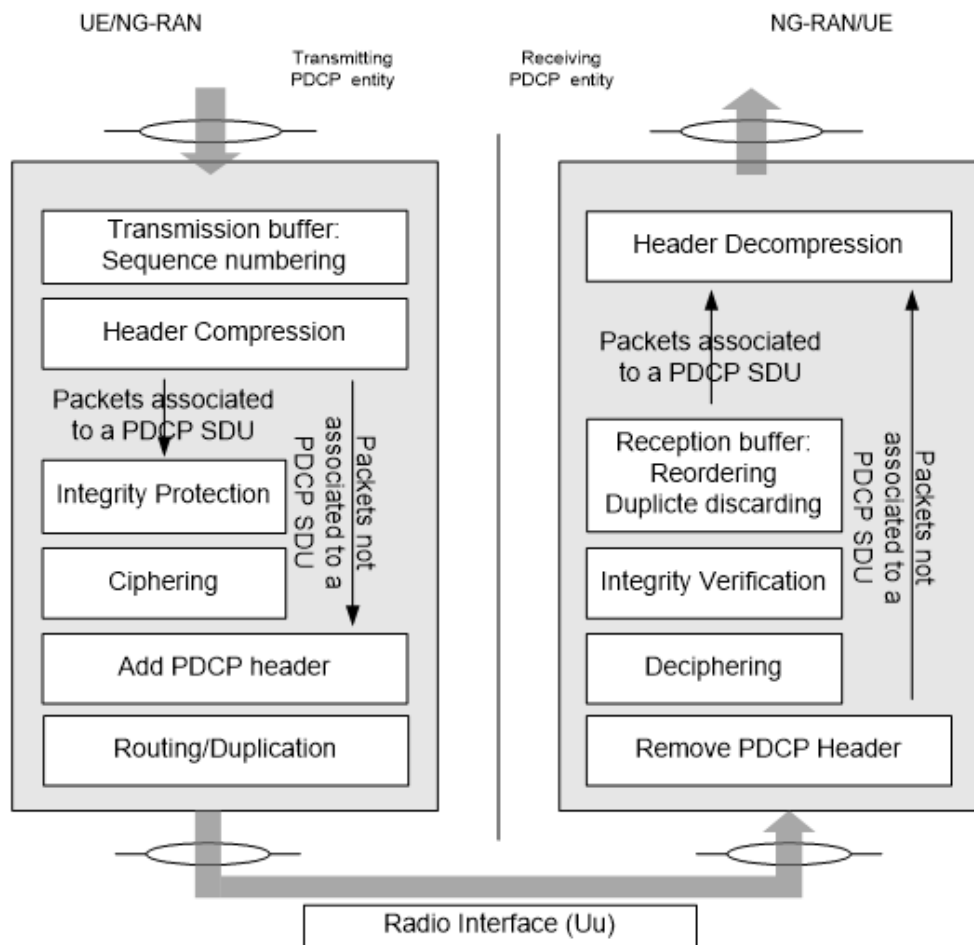 UE/NG-RAN
NG-RAN/UE
Transmitting
PDCP entity
Receiving
PDCP entity
Transmission buffer:
Sequence numbering
Header Compression
Packets associated
to a PDCP SDU
Packets not
associated to a
PDCP SDU
Integrity Protection
Ciphering
Add PDCP header
Routing/Duplication
Header Decompression
Packets associated
to a PDCP SDU
Packets not
associated to a
PDCP SDU
Reception buffer:
Reordering
Duplicte discarding
Integrity Verification
Deciphering
Remove PDCP Header
Radio Interface (Uu)